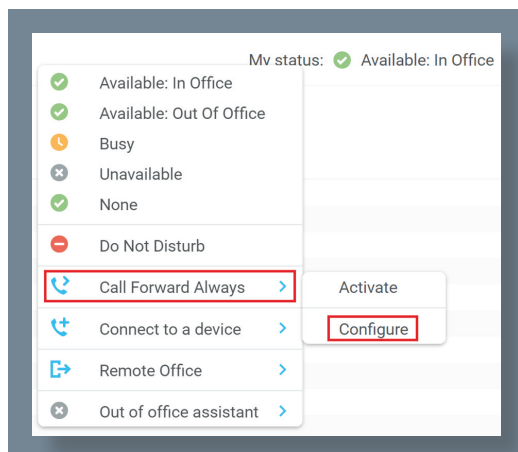 My status: Available: In Office
Available: In Office
Available: Out Of Office
Busy
Unavailable
None
Do Not Disturb
Call Forward Always
Activate
Connect to a device
Configure
Remote Office
Out of office assistant